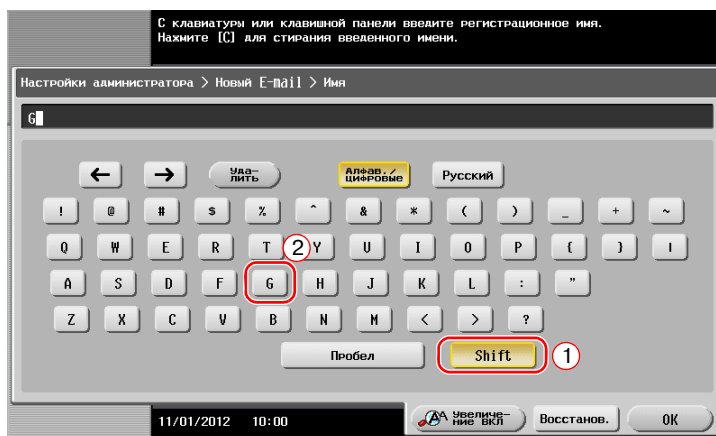 С клавиатуры или клавишной панели введите регистрационное имя.
Нажмите [C] для стирания введенного имени.
Настройки администратора > Новый E-mail > Имя
G
← → Уда-
лить
Алфав./
цифровые
Русский
! @ # $ % ^ & * ( ) _ + ~
Q W E R T Y U I O P { } |
2
A S D F G H J K L : "
Z X C V B N M < > ?
Пробел Shift 1
11/01/2012 10:00
Увеличе-
ние вкл
Восстанов. OK